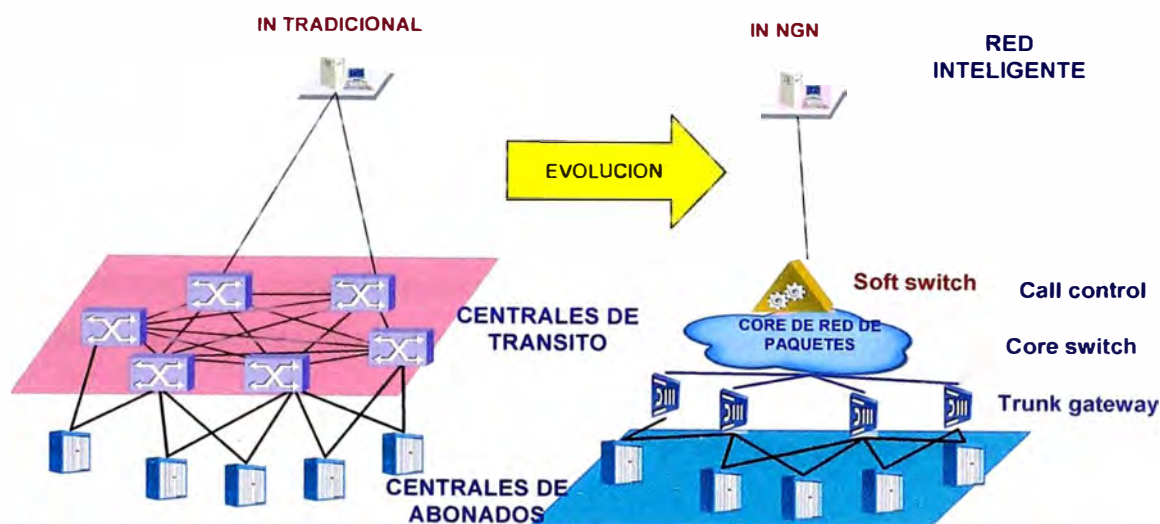 IN TRADICIONAL
IN NGN
RED
INTELIGENTE
EVOLUCION
Soft switch
Call control
CENTRALES DE
TRANSITO
CORE DE RED DE
PAQUETES
Core switch
Trunk gateway
CENTRALES DE
ABONADOS